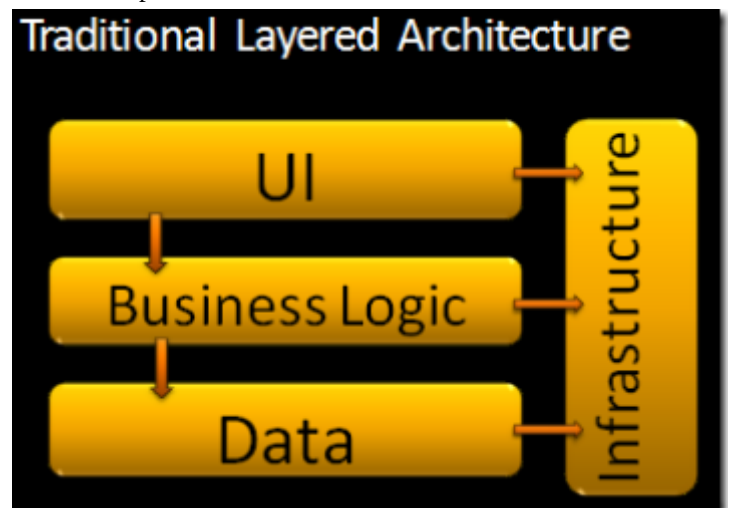 Traditional Layered Architecture
UI
Business Logic
Data
Infrastructure